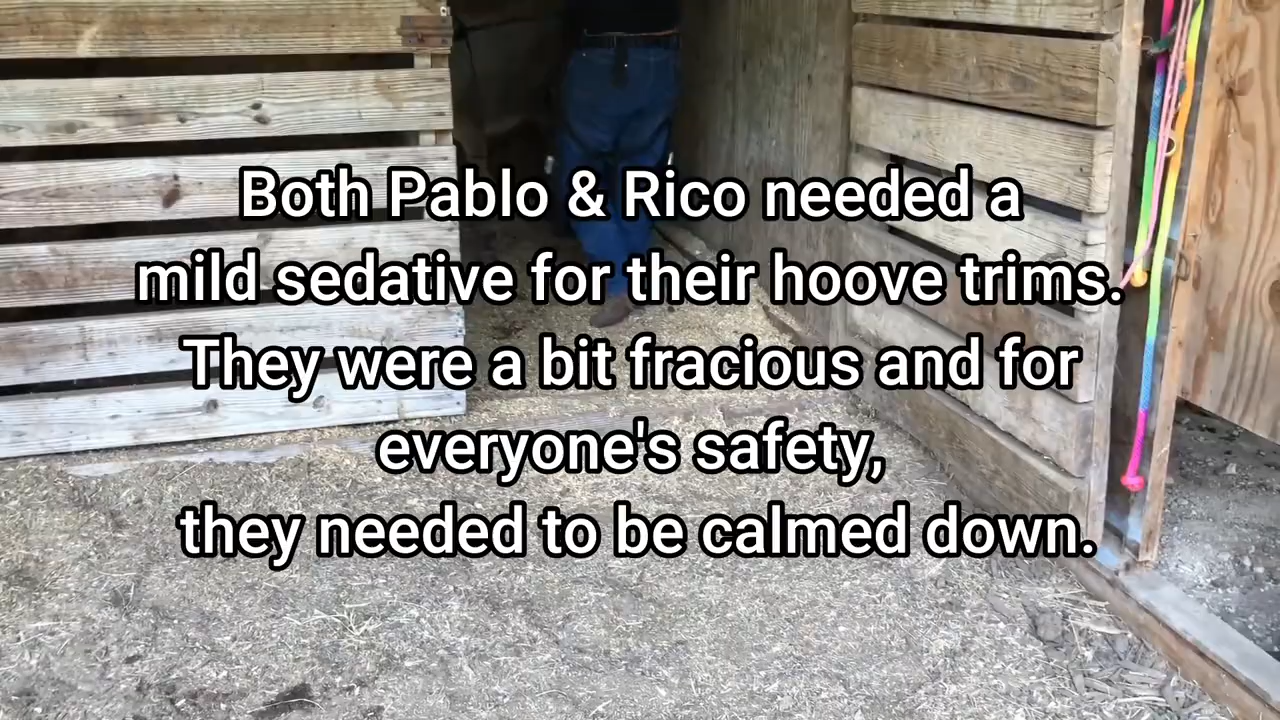 Both Pablo & Rico needed a
mild sedative for their hoove trims.
They were a bit fracious and for
everyone's safety,
they needed to be calmed down.